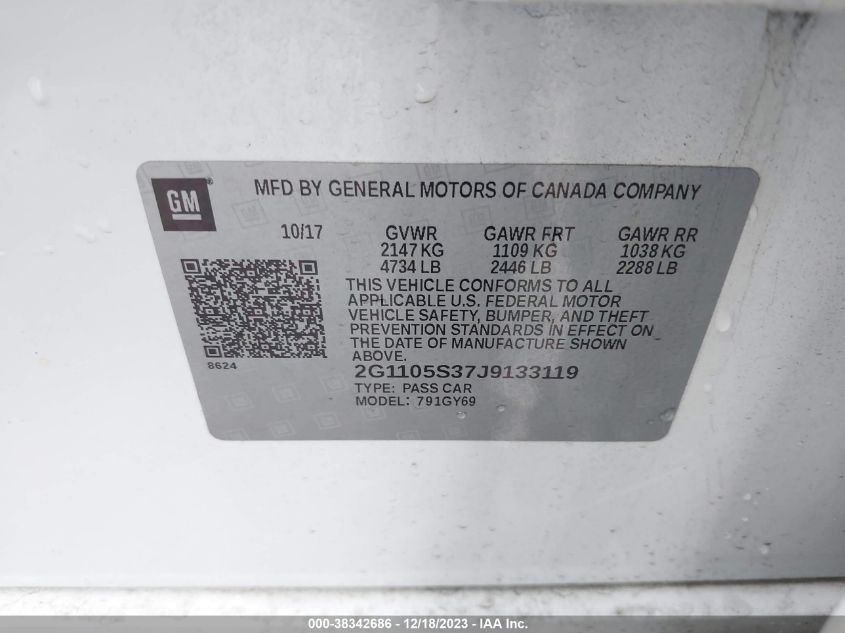 GM
MFD BY GENERAL MOTORS OF CANADA COMPANY
10/17 GVWR GAWR FRT GAWR RR
2147 KG 1109 KG 1038 KG
4734 LB 2446 LB 2288 LB
THIS VEHICLE CONFORMS TO ALL
APPLICABLE U.S. FEDERAL MOTOR
VEHICLE SAFETY, BUMPER, AND THEFT
PREVENTION STANDARDS IN EFFECT ON
THE DATE OF MANUFACTURE SHOWN
ABOVE.
8624
2G1105S37J9133119
TYPE: PASS CAR
MODEL: 791GY69
000-38342686 - 12/18/2023 - IAA Inc.